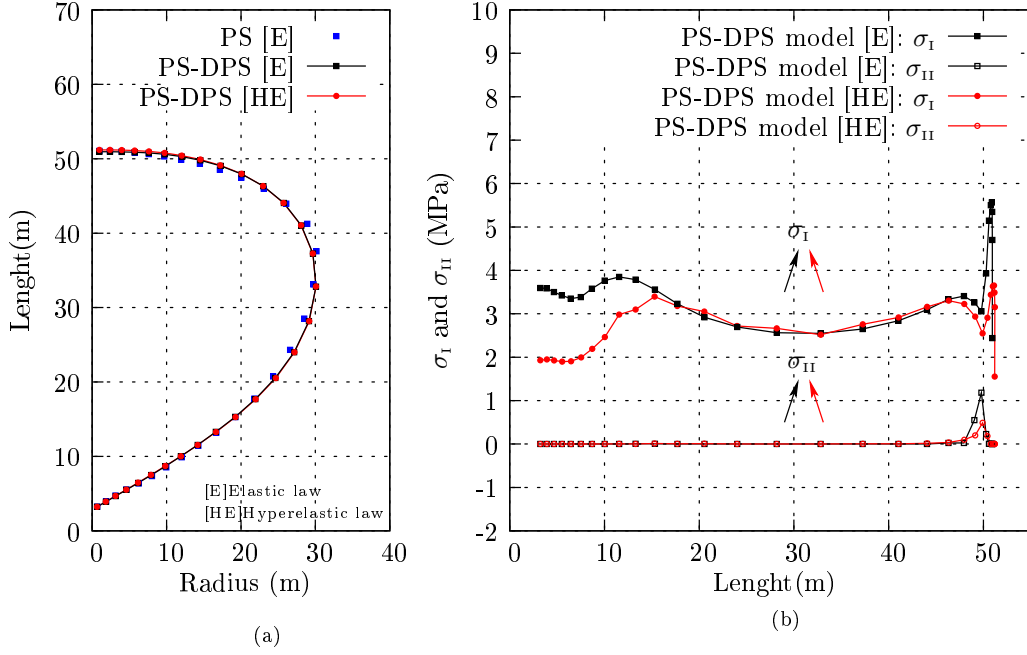 70
60
50
40
30
20
10
0
0 10 20 30 40
Lenght(m)
Radius (m)
PS [E]
PS-DPS [E]
PS-DPS [HE]
[E]Elastic law
[HE]Hyperelastic law
(a)
10
9
8
7
6
5
4
3
2
1
0
-1
-2
0 10 20 30 40 50
σI and σII (MPa)
Lenght(m)
PS-DPS model [E]: σI
PS-DPS model [E]: σII
PS-DPS model [HE]: σI
PS-DPS model [HE]: σII
σI
σII
(b)